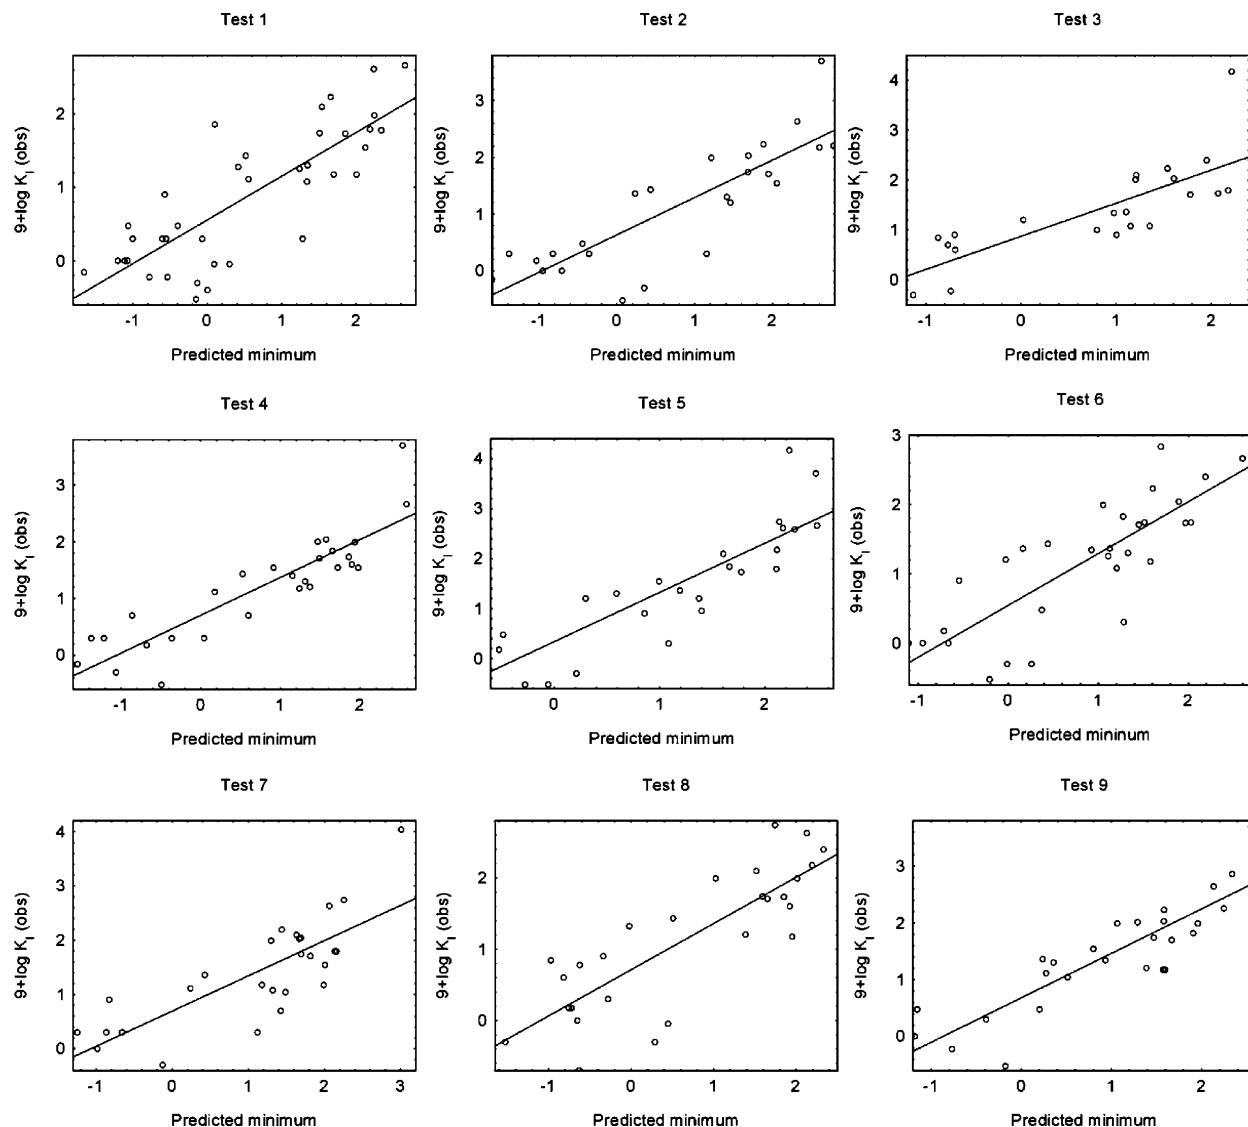 Test 1
9+log K_I (obs)
2
1
0
-1 0 1 2
Predicted minimum
Test 2
9+log K_I (obs)
3
2
1
0
-1 0 1 2
Predicted minimum
Test 3
9+log K_I (obs)
4
3
2
1
0
-1 0 1 2
Predicted minimum
Test 4
9+log K_I (obs)
3
2
1
0
-1 0 1 2
Predicted minimum
Test 5
9+log K_I (obs)
4
3
2
1
0
0 1 2
Predicted minimum
Test 6
9+log K_I (obs)
3
2
1
0
-1 0 1 2
Predicted mininum
Test 7
9+log K_I (obs)
4
3
2
1
0
-1 0 1 2 3
Predicted minimum
Test 8
9+log K_I (obs)
2
1
0
-1 0 1 2
Predicted minimum
Test 9
9+log K_I (obs)
3
2
1
0
-1 0 1 2
Predicted minimum